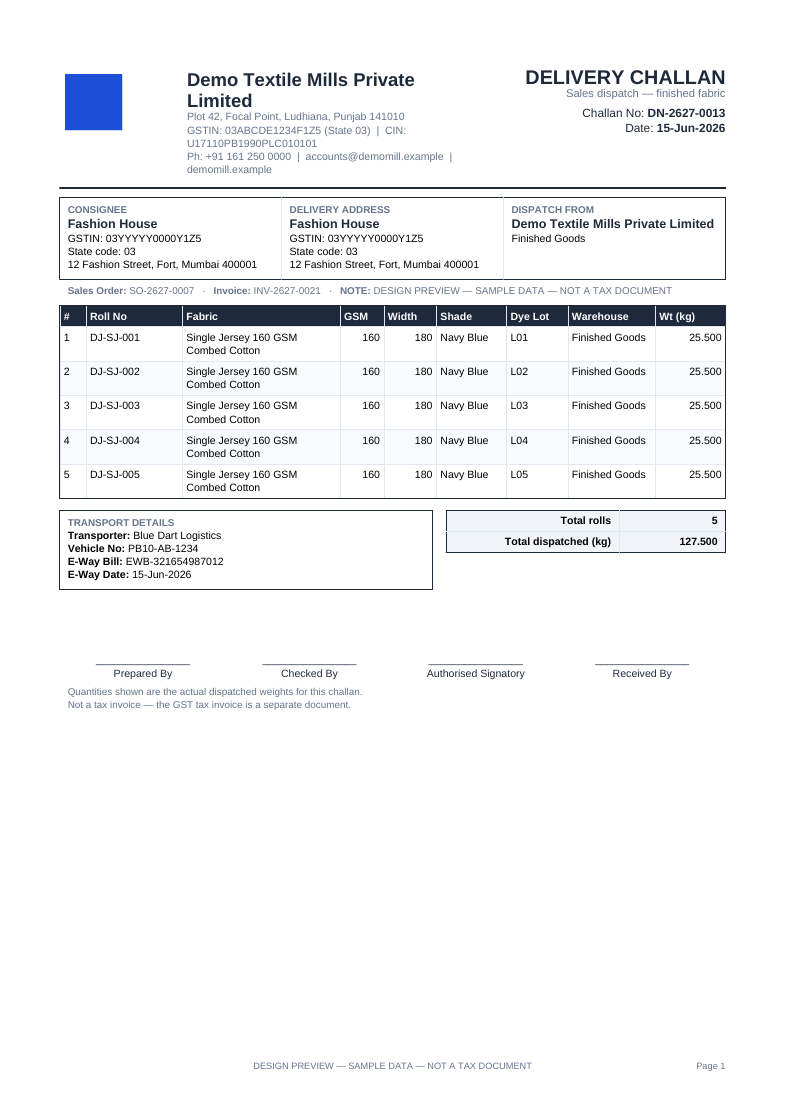 Demo Textile Mills Private
Limited
Plot 42, Focal Point, Ludhiana, Punjab 141010
GSTIN: 03ABCDE1234F1Z5 (State 03) | CIN:
U17110PB1990PLC010101
Ph: +91 161 250 0000 | accounts@demomill.example |
demomill.example
DELIVERY CHALLAN
Sales dispatch — finished fabric
Challan No: DN-2627-0013
Date: 15-Jun-2026
CONSIGNEE
Fashion House
GSTIN: 03YYYYY0000Y1Z5
State code: 03
12 Fashion Street, Fort, Mumbai 400001
DELIVERY ADDRESS
Fashion House
GSTIN: 03YYYYY0000Y1Z5
State code: 03
12 Fashion Street, Fort, Mumbai 400001
DISPATCH FROM
Demo Textile Mills Private Limited
Finished Goods
Sales Order: SO-2627-0007 · Invoice: INV-2627-0021 · NOTE: DESIGN PREVIEW — SAMPLE DATA — NOT A TAX DOCUMENT
# Roll No Fabric GSM Width Shade Dye Lot Warehouse Wt (kg)
1 DJ-SJ-001 Single Jersey 160 GSM 160 180 Navy Blue L01 Finished Goods 25.500
Combed Cotton
2 DJ-SJ-002 Single Jersey 160 GSM 160 180 Navy Blue L02 Finished Goods 25.500
Combed Cotton
3 DJ-SJ-003 Single Jersey 160 GSM 160 180 Navy Blue L03 Finished Goods 25.500
Combed Cotton
4 DJ-SJ-004 Single Jersey 160 GSM 160 180 Navy Blue L04 Finished Goods 25.500
Combed Cotton
5 DJ-SJ-005 Single Jersey 160 GSM 160 180 Navy Blue L05 Finished Goods 25.500
Combed Cotton
TRANSPORT DETAILS
Transporter: Blue Dart Logistics
Vehicle No: PB10-AB-1234
E-Way Bill: EWB-321654987012
E-Way Date: 15-Jun-2026
Total rolls 5
Total dispatched (kg) 127.500
Prepared By Checked By Authorised Signatory Received By
Quantities shown are the actual dispatched weights for this challan.
Not a tax invoice — the GST tax invoice is a separate document.
DESIGN PREVIEW — SAMPLE DATA — NOT A TAX DOCUMENT Page 1